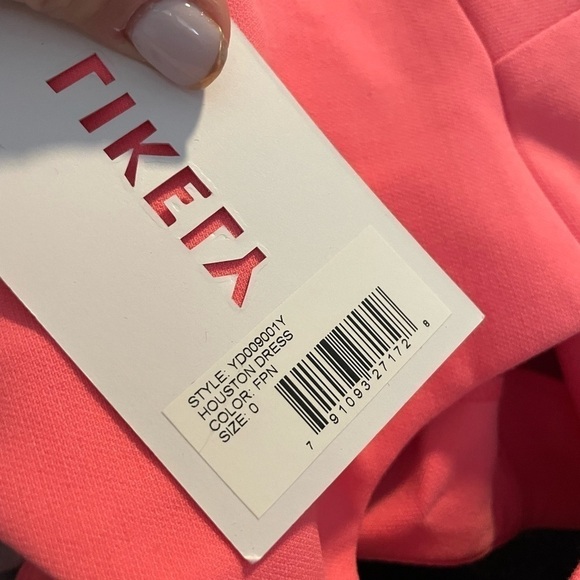 LIKELY
STYLE: YD009001Y
HOUSTON DRESS
COLOR: FPN
SIZE: 0
7 91093 27172 8